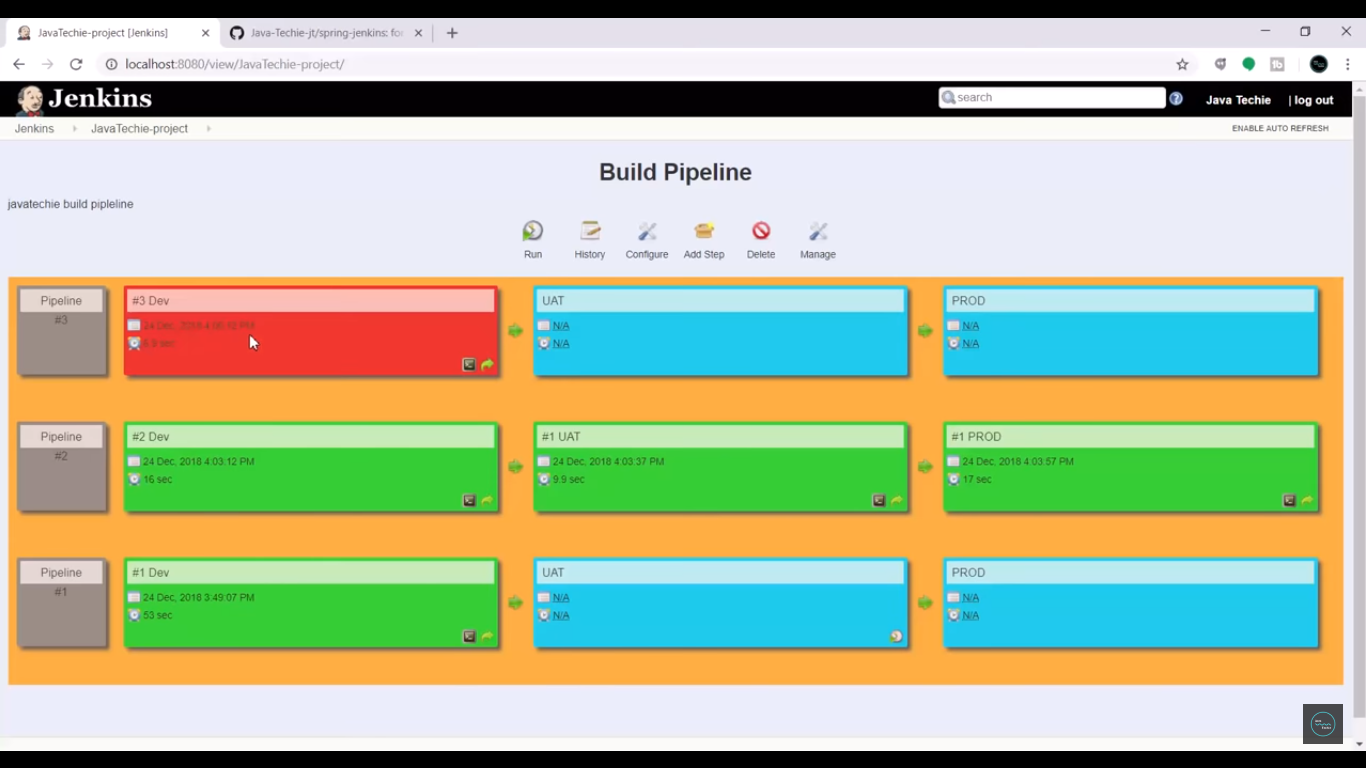 JavaTechie-project [Jenkins]
Java-Techie-jt/spring-jenkins: for
localhost:8080/view/JavaTechie-project/
Jenkins
search
Java Techie
| log out
Jenkins
JavaTechie-project
ENABLE AUTO REFRESH
Build Pipeline
javatechie build pipleline
Run
History
Configure
Add Step
Delete
Manage
Pipeline
#3
#3 Dev
UAT
N/A
N/A
PROD
N/A
N/A
Pipeline
#2
#2 Dev
24 Dec, 2018 4:03:12 PM
16 sec
#1 UAT
24 Dec, 2018 4:03:37 PM
9.9 sec
#1 PROD
24 Dec, 2018 4:03:57 PM
17 sec
Pipeline
#1
#1 Dev
24 Dec, 2018 3:49:07 PM
53 sec
UAT
N/A
N/A
PROD
N/A
N/A